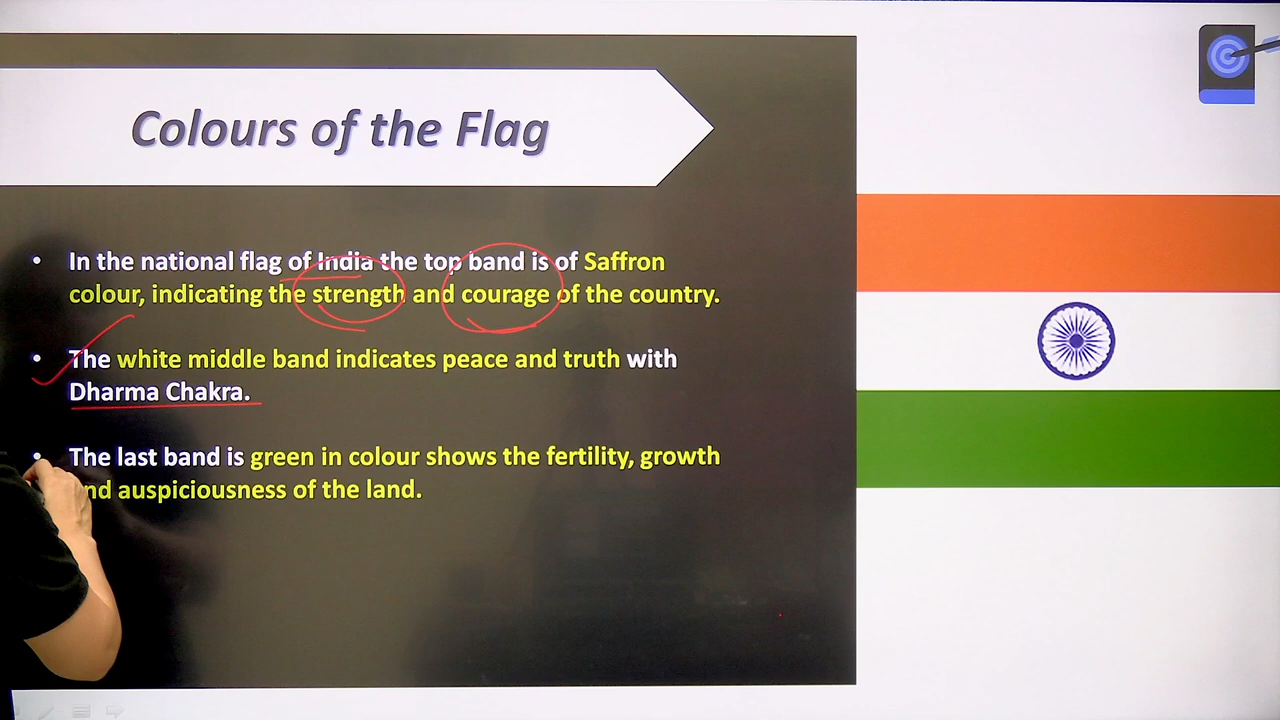 Colours of the Flag
• In the national flag of India the top band is of Saffron
colour, indicating the strength and courage of the country.
• The white middle band indicates peace and truth with
Dharma Chakra.
• The last band is green in colour shows the fertility, growth
and auspiciousness of the land.